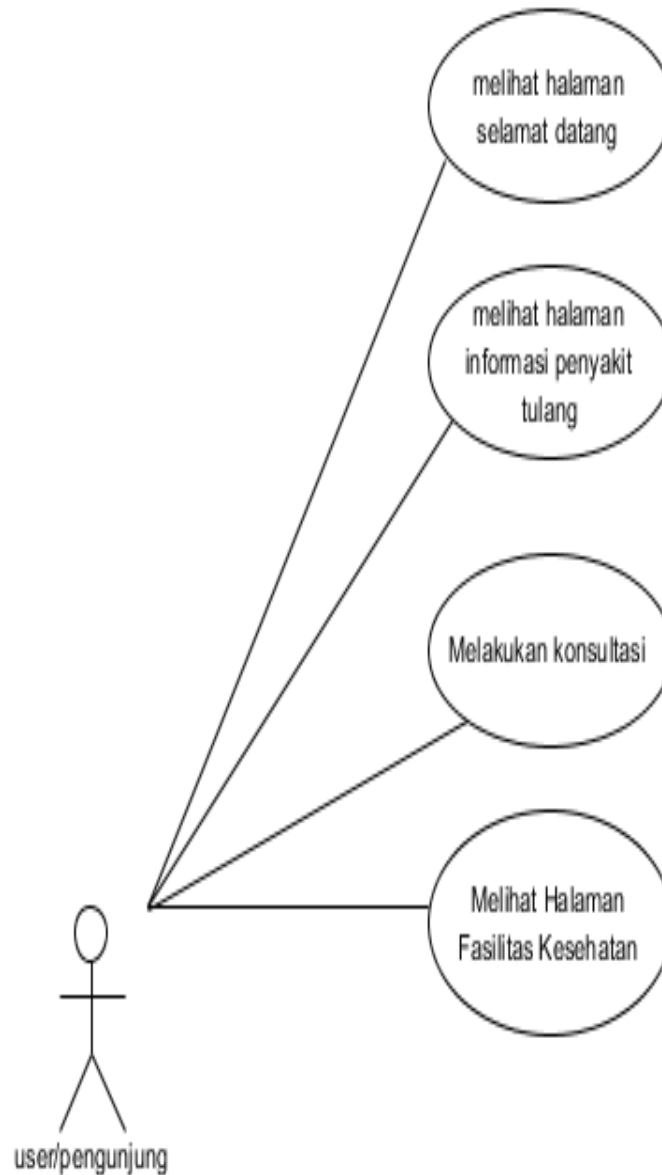 melihat halaman
selamat datang
melihat halaman
informasi penyakit
tulang
Melakukan konsultasi
Melihat Halaman
Fasilitas Kesehatan
user/pengunjung